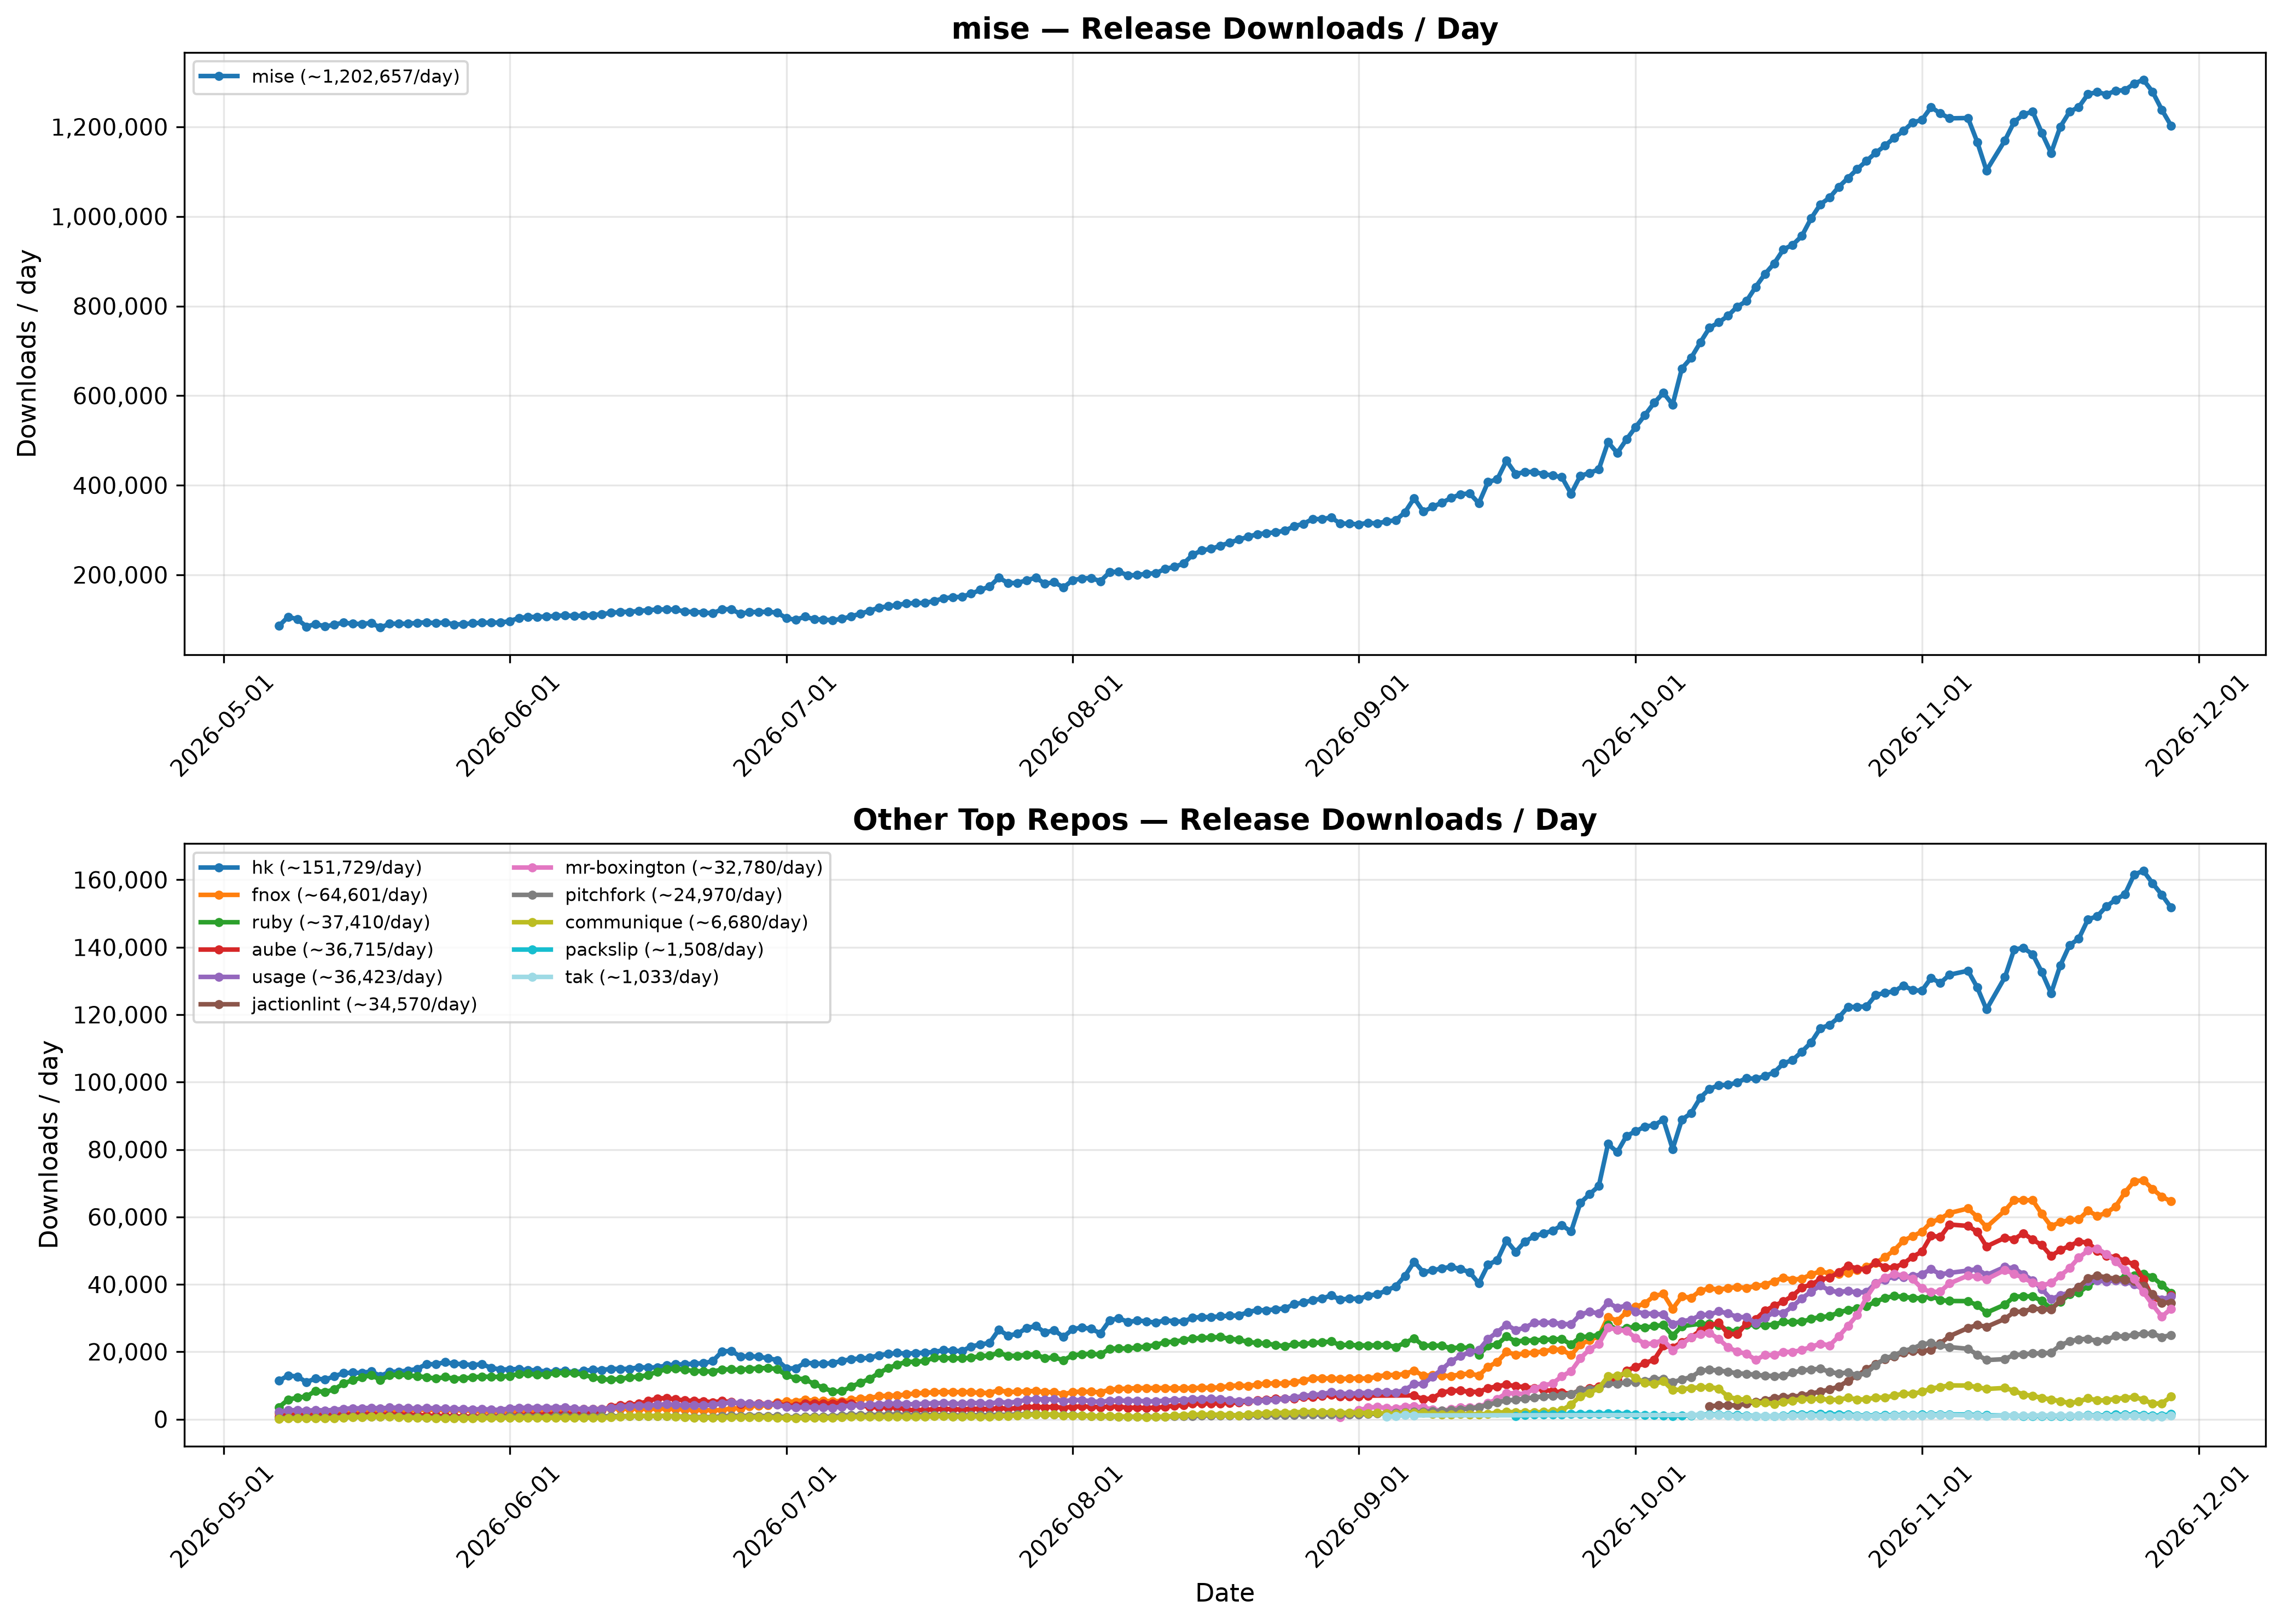 mise — Release Downloads / Day
mise (~1,202,657/day)
Downloads / day
1,200,000
1,000,000
800,000
600,000
400,000
200,000
2026-05-01
2026-06-01
2026-07-01
2026-08-01
2026-09-01
2026-10-01
2026-11-01
2026-12-01
Other Top Repos — Release Downloads / Day
hk (~151,729/day)
fnox (~64,601/day)
ruby (~37,410/day)
aube (~36,715/day)
usage (~36,423/day)
jactionlint (~34,570/day)
mr-boxington (~32,780/day)
pitchfork (~24,970/day)
communique (~6,680/day)
packslip (~1,508/day)
tak (~1,033/day)
Downloads / day
160,000
140,000
120,000
100,000
80,000
60,000
40,000
20,000
0
2026-05-01
2026-06-01
2026-07-01
2026-08-01
2026-09-01
2026-10-01
2026-11-01
2026-12-01
Date